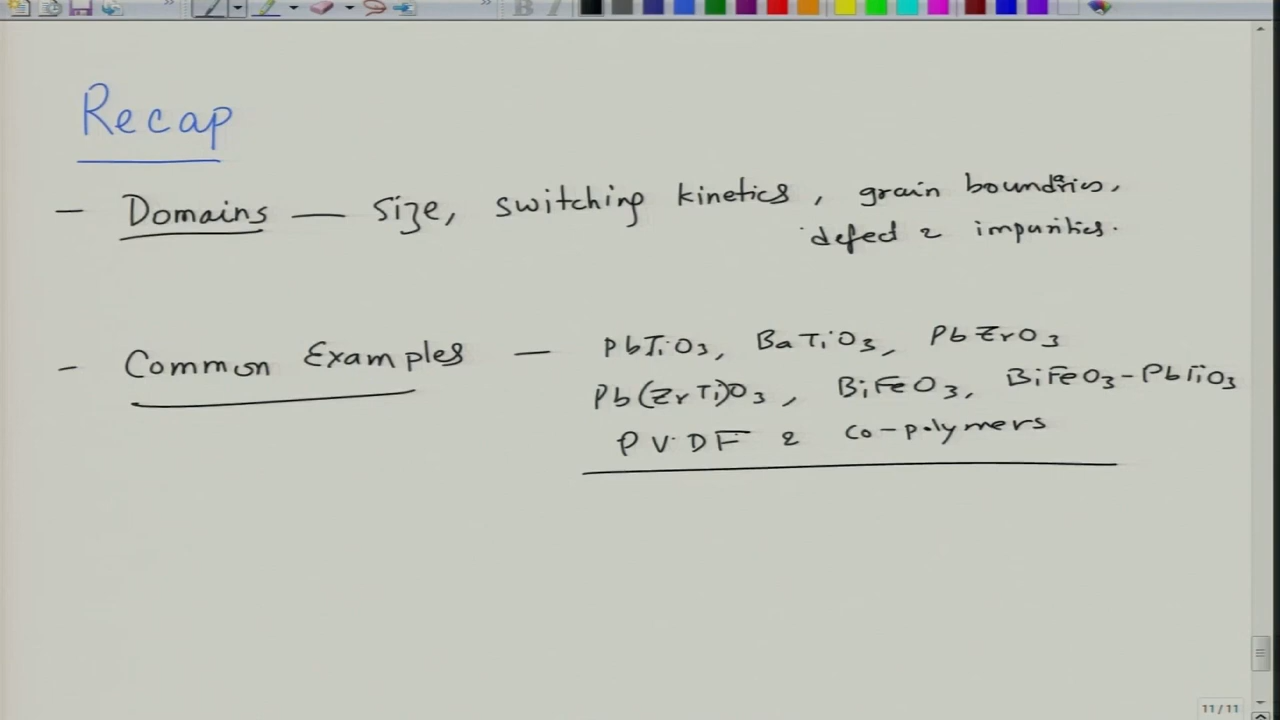 Recap
- Domains — Size, switching kinetics, grain boundries,
defect & impurities.
- Common Examples — PbTiO3, BaTiO3, PbZrO3
Pb(ZrTi)O3, BiFeO3, BiFeO3-PbTiO3
PVDF & co-polymers
11/11